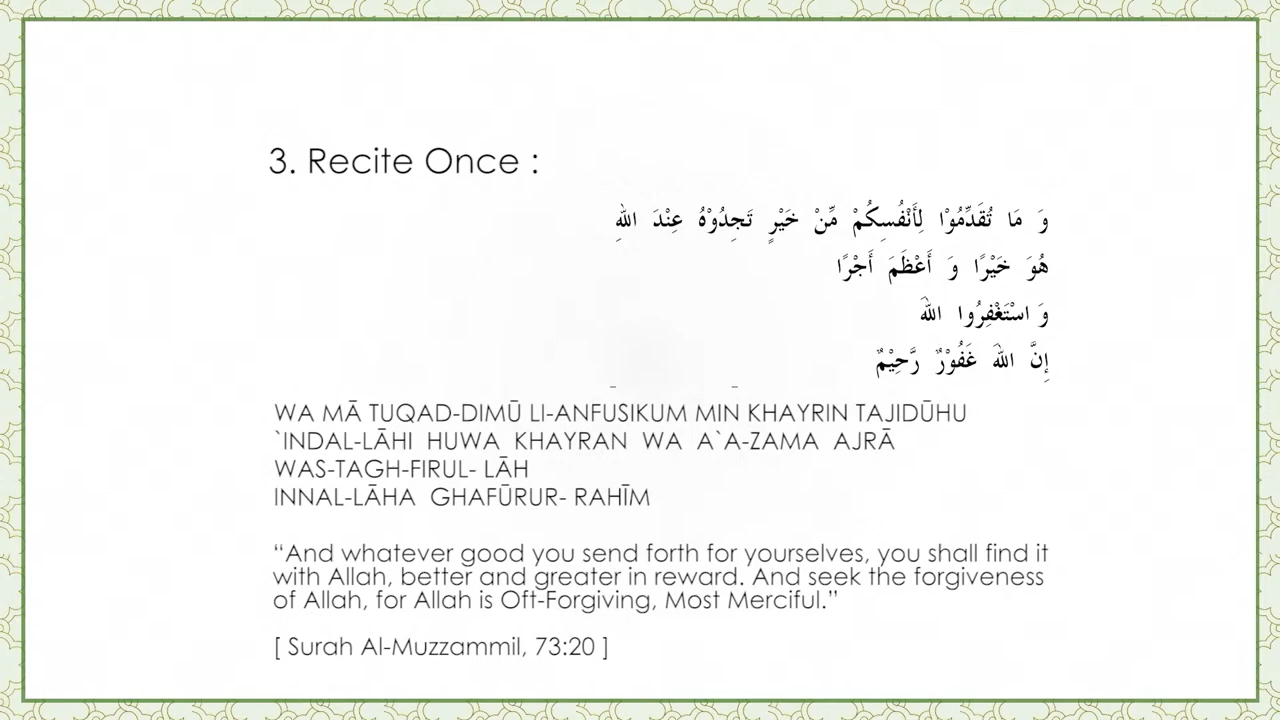 3. Recite Once :
وَ مَا تُقَدِّمُوْا لِأَنْفُسِكُمْ مِّنْ خَيْرٍ تَجِدُوْهُ عِنْدَ اللهِ
هُوَ خَيْرًا وَ أَعْظَمَ أَجْرًا
وَ اسْتَغْفِرُوا اللهَ
إِنَّ اللهَ غَفُوْرٌ رَّحِيْمٌ
WA MĀ TUQAD-DIMŪ LI-ANFUSIKUM MIN KHAYRIN TAJIDŪHU
`INDAL-LĀHI HUWA KHAYRAN WA A`A-ZAMA AJRĀ
WAS-TAGH-FIRUL- LĀH
INNAL-LĀHA GHAFŪRUR- RAHĪM
“And whatever good you send forth for yourselves, you shall find it
with Allah, better and greater in reward. And seek the forgiveness
of Allah, for Allah is Oft-Forgiving, Most Merciful.”
[ Surah Al-Muzzammil, 73:20 ]